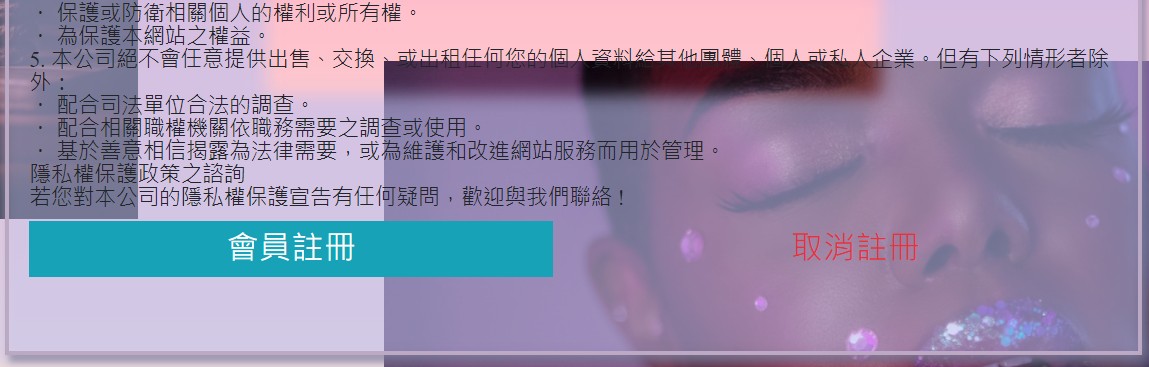 · 保護或防衛相關個人的權利或所有權。
· 為保護本網站之權益。
5. 本公司絕不會任意提供出售、交換、或出租任何您的個人資料給其他團體、個人或私人企業。但有下列情形者除
外：
· 配合司法單位合法的調查。
· 配合相關職權機關依職務需要之調查或使用。
· 基於善意相信揭露為法律需要，或為維護和改進網站服務而用於管理。
隱私權保護政策之諮詢
若您對本公司的隱私權保護宣告有任何疑問，歡迎與我們聯絡！
會員註冊
取消註冊